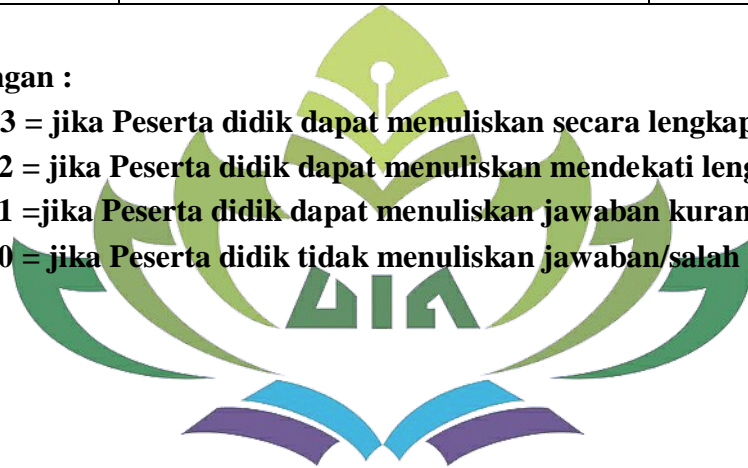 ngan :
3 = jika Peserta didik dapat menuliskan secara lengkap
2 = jika Peserta didik dapat menuliskan mendekati leng
1 =jika Peserta didik dapat menuliskan jawaban kuran
0 = jika Peserta didik tidak menuliskan jawaban/salah
UIN